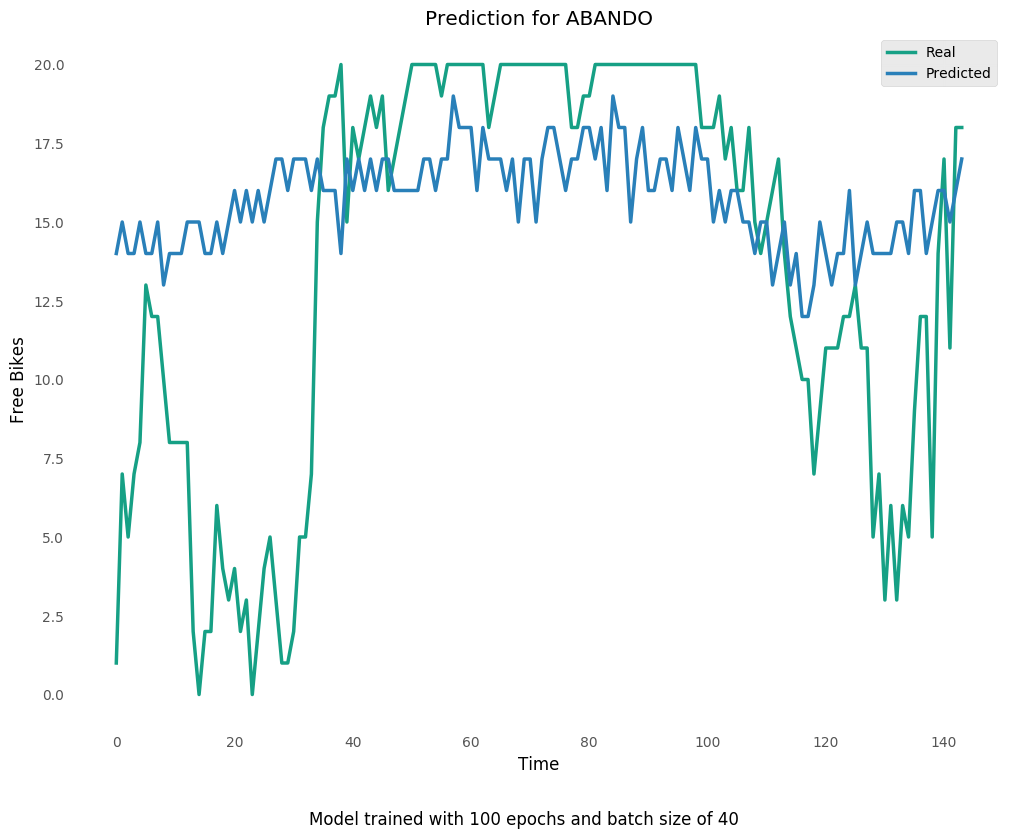 Prediction for ABANDO
Real
Predicted
20.0
17.5
15.0
12.5
10.0
7.5
5.0
2.5
0.0
Free Bikes
0 20 40 60 80 100 120 140
Time
Model trained with 100 epochs and batch size of 40